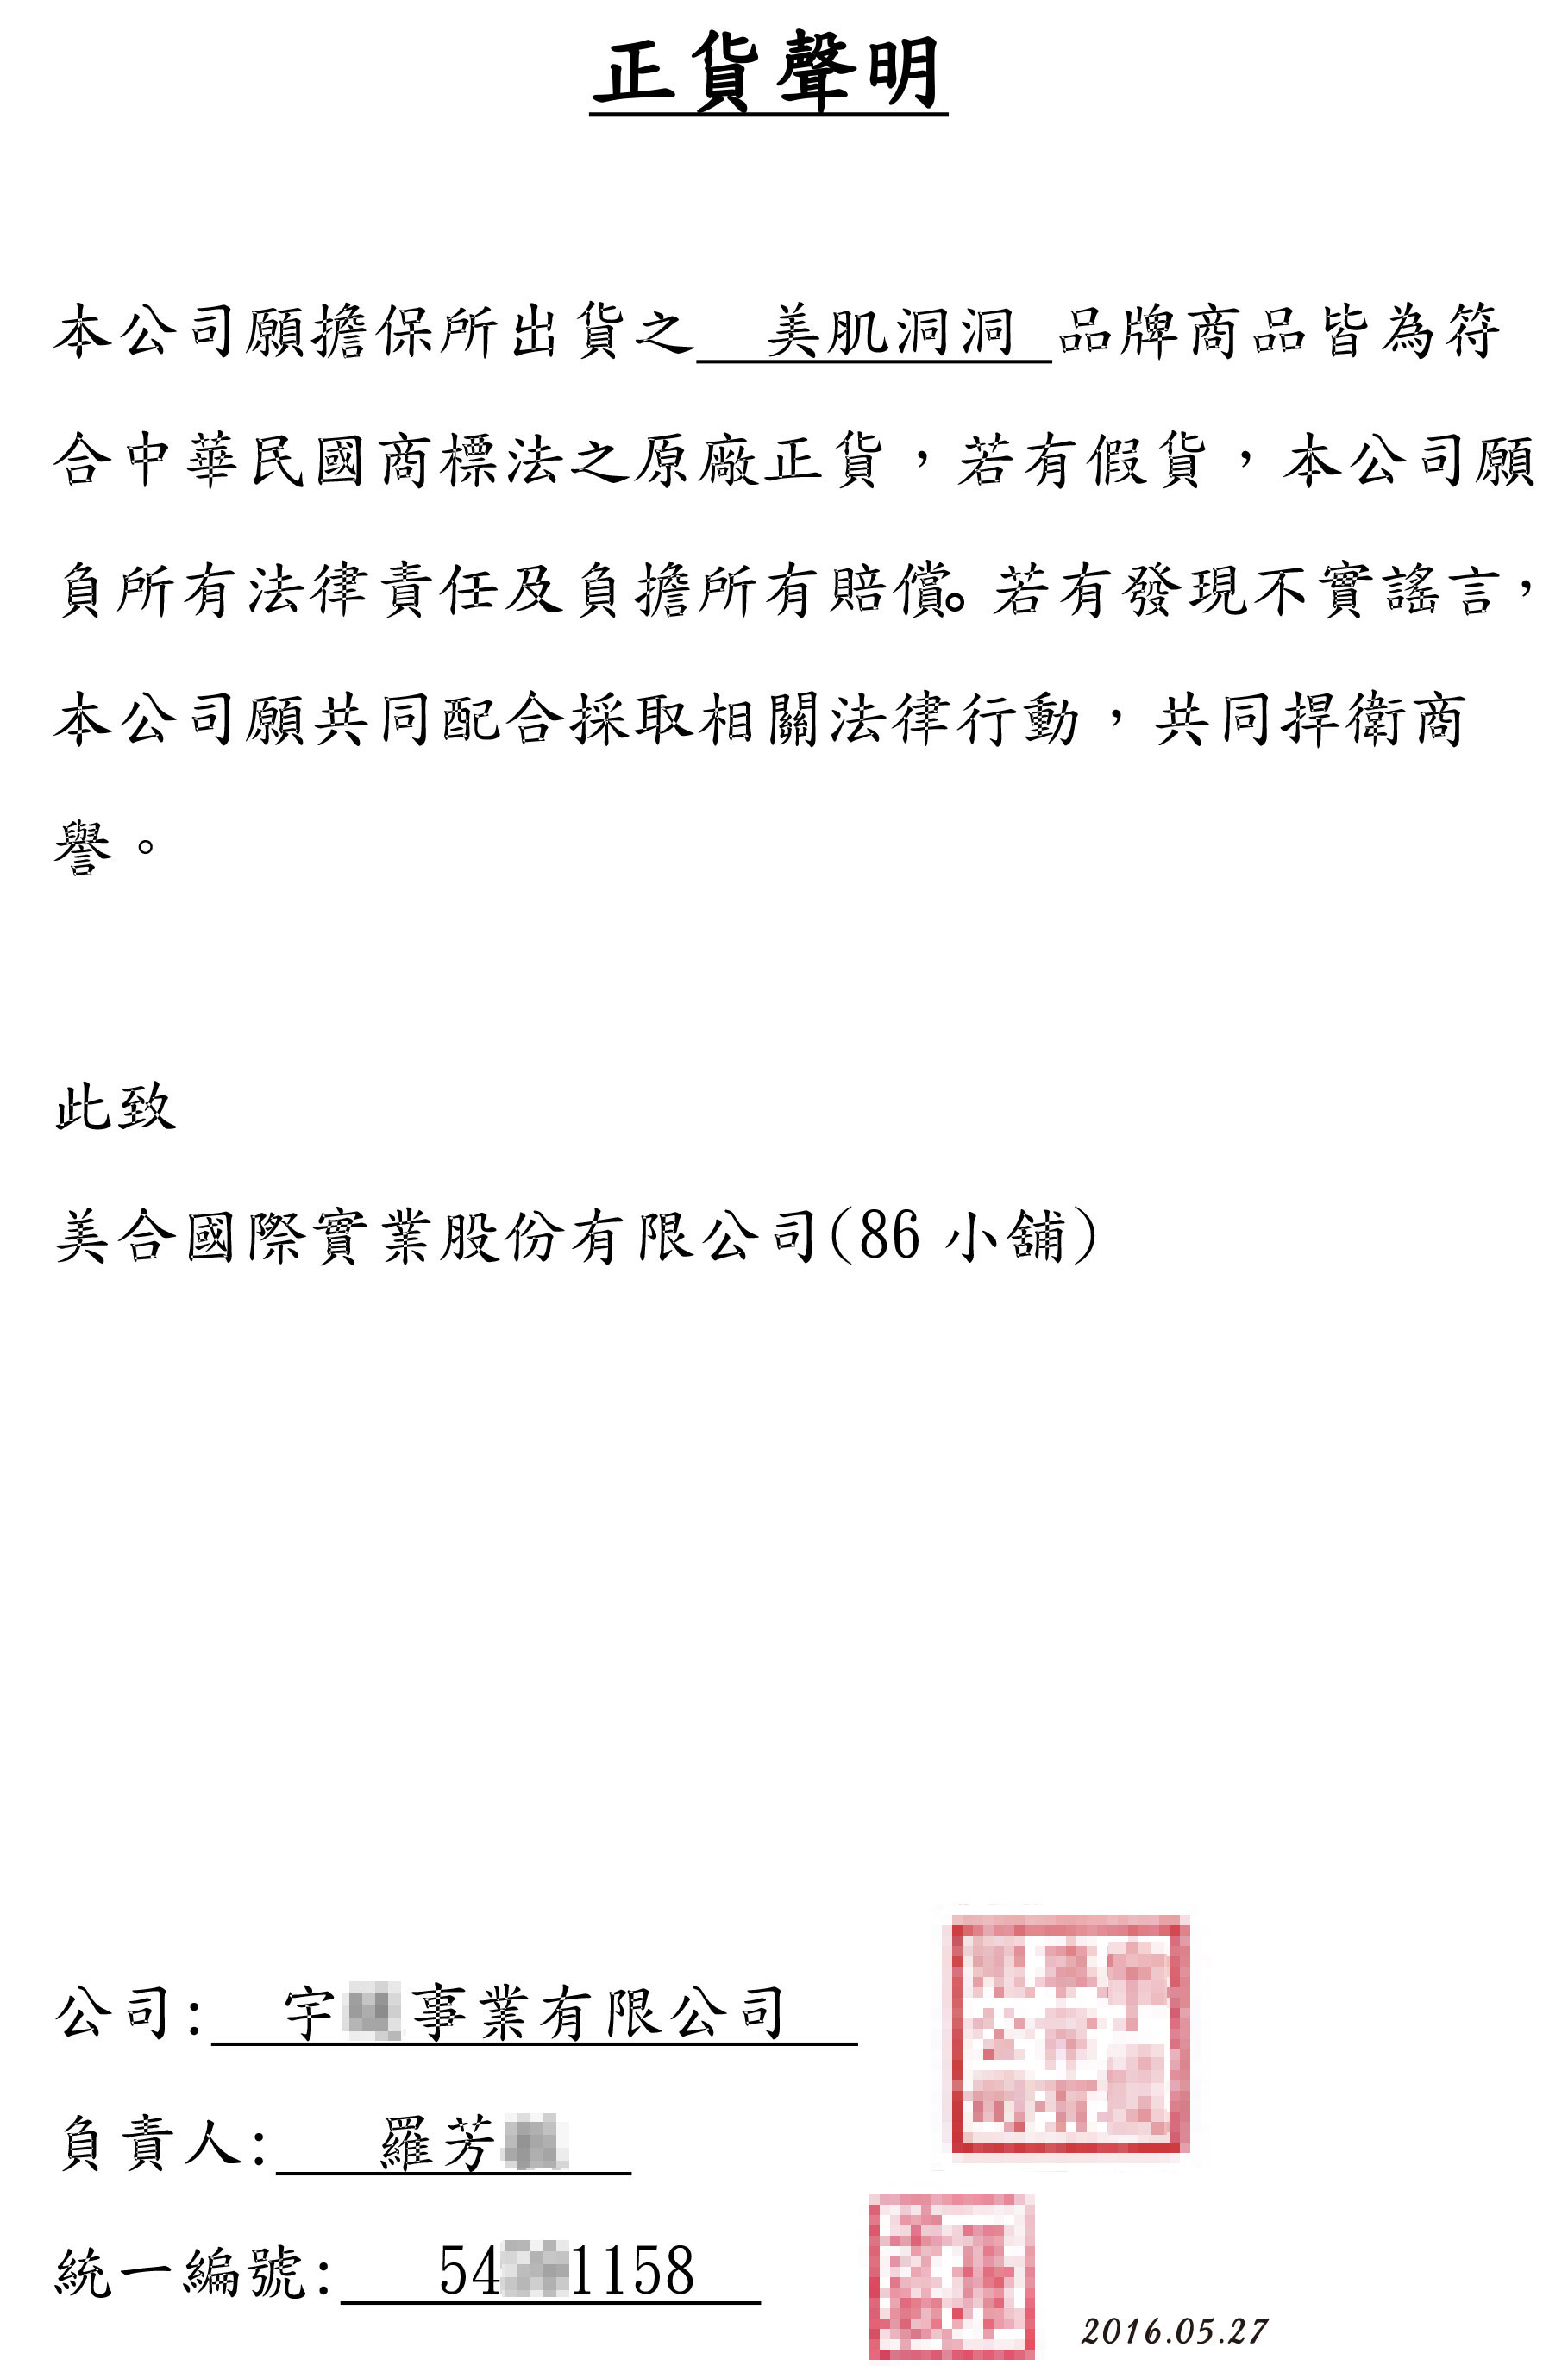 正貨聲明
本公司願擔保所出貨之 美肌洞洞 品牌商品皆為符
合中華民國商標法之原廠正貨，若有假貨，本公司願
負所有法律責任及負擔所有賠償。若有發現不實謠言，
本公司願共同配合採取相關法律行動，共同捍衛商
譽。
此致
美合國際實業股份有限公司(86 小舖)
公司: 宇 事業有限公司
負責人: 羅芳
統一編號: 54 1158
2016.05.27